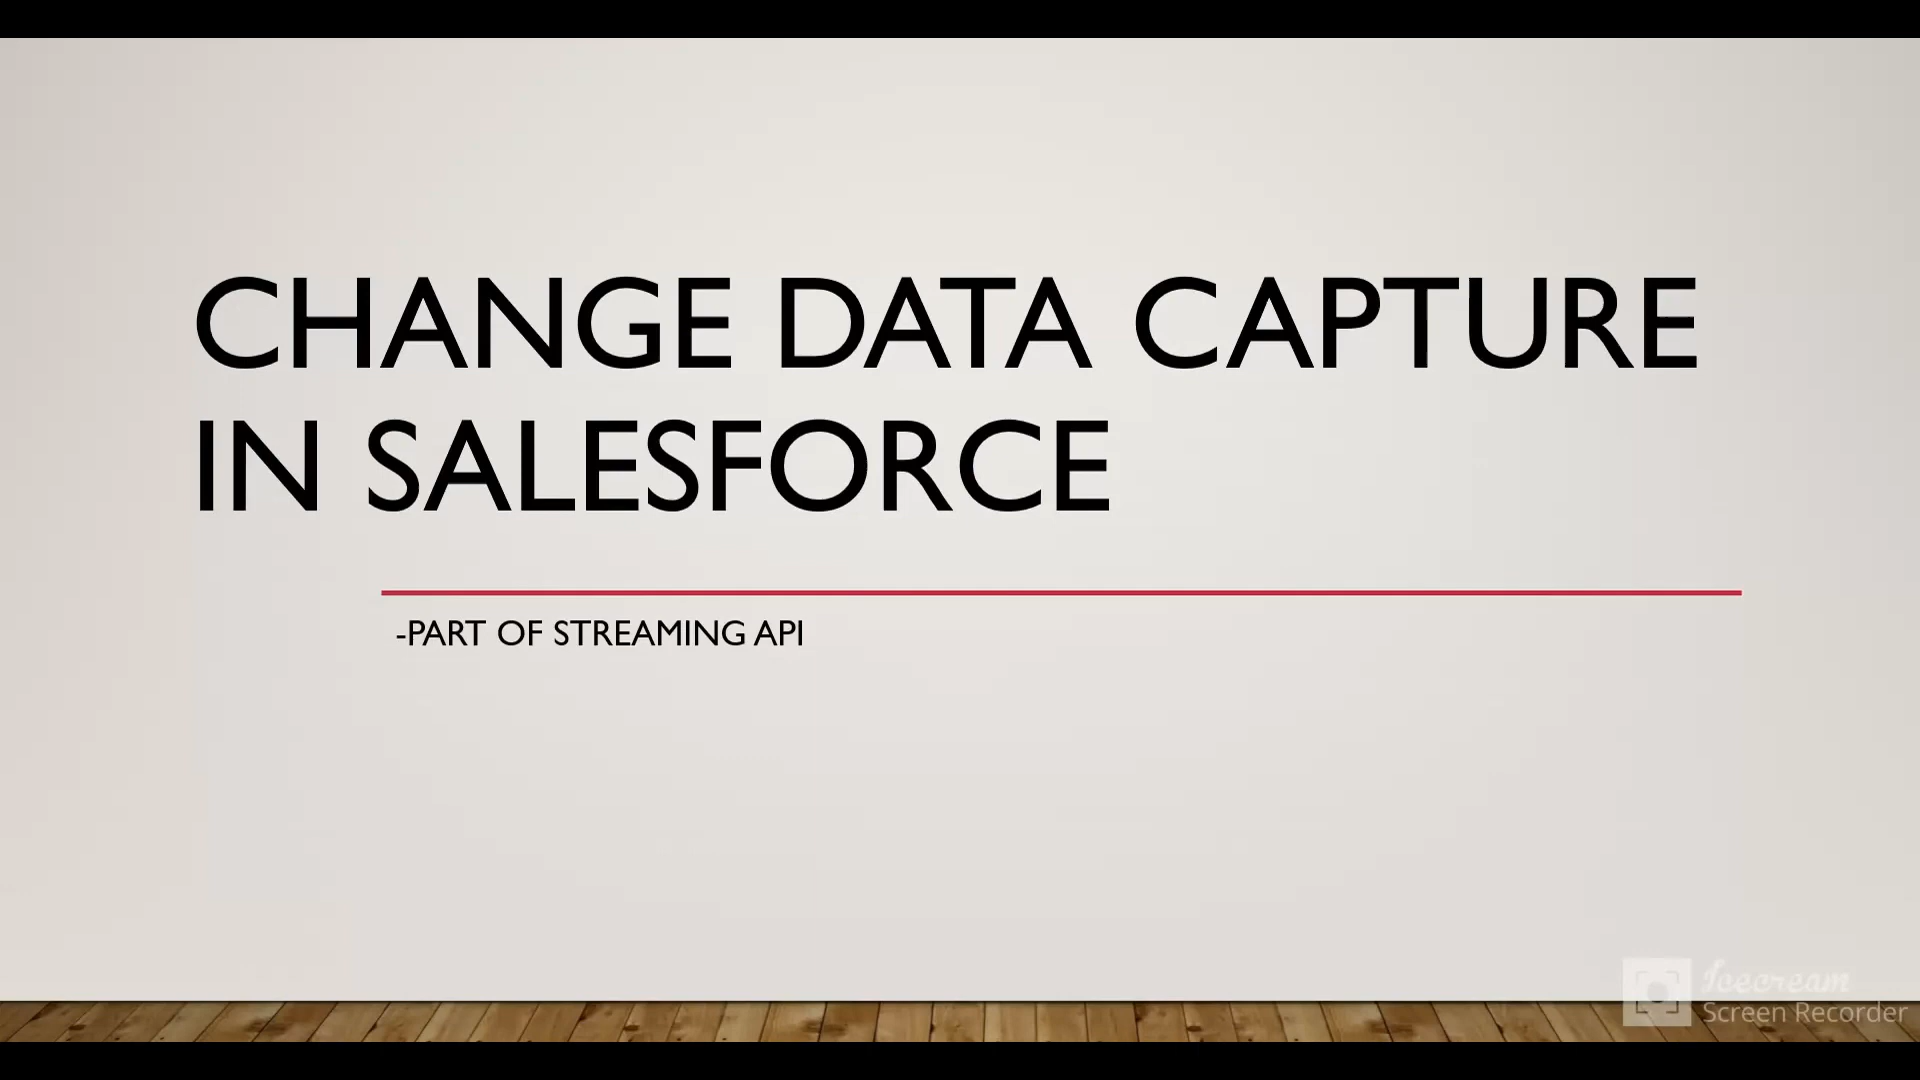 CHANGE DATA CAPTURE
IN SALESFORCE
-PART OF STREAMING API
Icecream
Screen Recorder